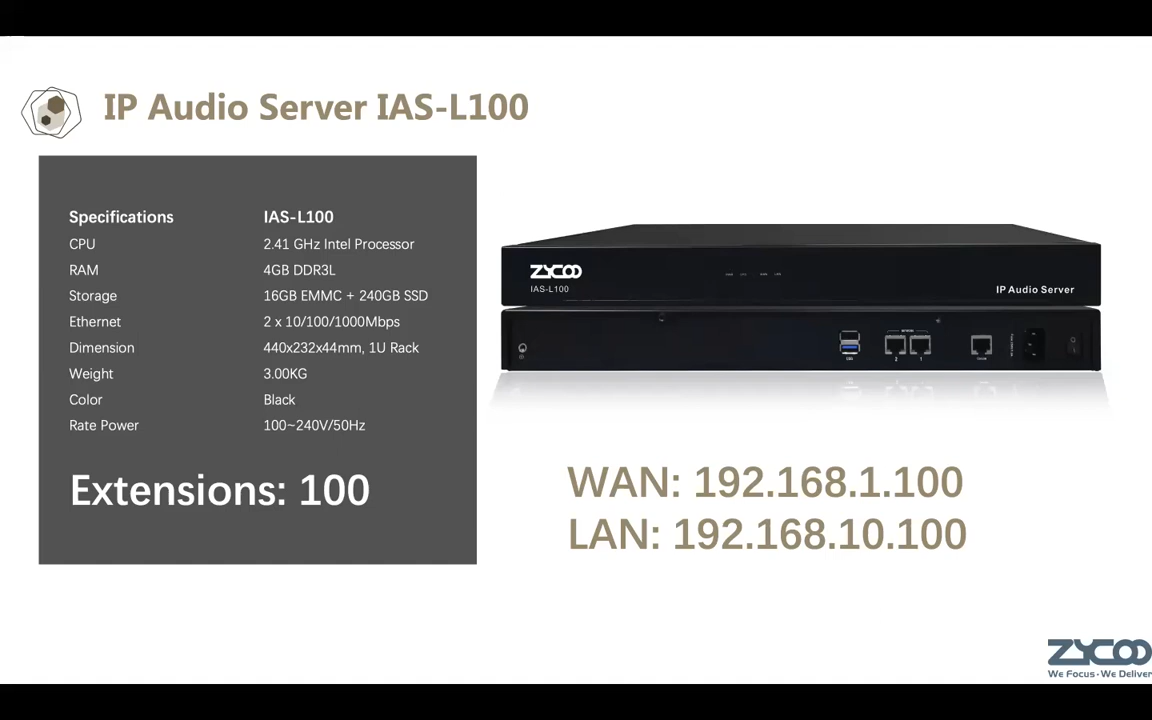 IP Audio Server IAS-L100
Specifications IAS-L100
CPU 2.41 GHz Intel Processor
RAM 4GB DDR3L
Storage 16GB EMMC + 240GB SSD
Ethernet 2 x 10/100/1000Mbps
Dimension 440x232x44mm, 1U Rack
Weight 3.00KG
Color Black
Rate Power 100~240V/50Hz
Extensions: 100
ZYCOO
IAS-L100
IP Audio Server
NETWORK
2 1
WAN: 192.168.1.100
LAN: 192.168.10.100
ZYCOO
We Focus·We Deliver